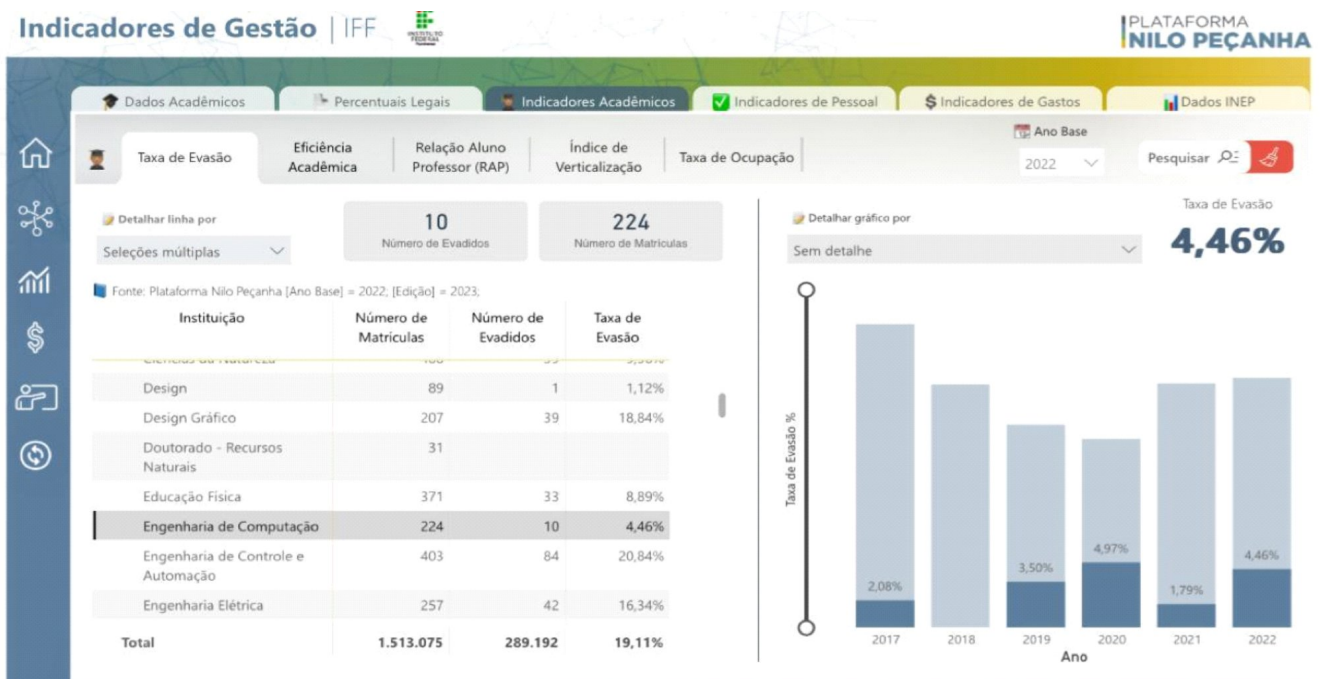 Indicadores de Gestão | IFF
INSTITUTO
FEDERAL
Fluminense
PLATAFORMA
NILO PEÇANHA
Dados Acadêmicos
Percentuais Legais
Indicadores Acadêmicos
Indicadores de Pessoal
Indicadores de Gastos
Dados INEP
Taxa de Evasão
Eficiência
Acadêmica
Relação Aluno
Professor (RAP)
Índice de
Verticalização
Taxa de Ocupação
Ano Base
2022
Pesquisar
Detalhar linha por
Seleções múltiplas
10
Número de Evadidos
224
Número de Matrículas
Detalhar gráfico por
Sem detalhe
Taxa de Evasão
4,46%
Fonte: Plataforma Nilo Peçanha [Ano Base] = 2022; [Edição] = 2023;
Instituição Número de Matrículas Número de Evadidos Taxa de Evasão
Ciências da Natureza
Design 89 1 1,12%
Design Gráfico 207 39 18,84%
Doutorado - Recursos 31
Naturais
Educação Física 371 33 8,89%
Engenharia de Computação 224 10 4,46%
Engenharia de Controle e 403 84 20,84%
Automação
Engenharia Elétrica 257 42 16,34%
Total 1.513.075 289.192 19,11%
Taxa de Evasão %
2,08%
3,50%
4,97%
1,79%
4,46%
2017 2018 2019 2020 2021 2022
Ano